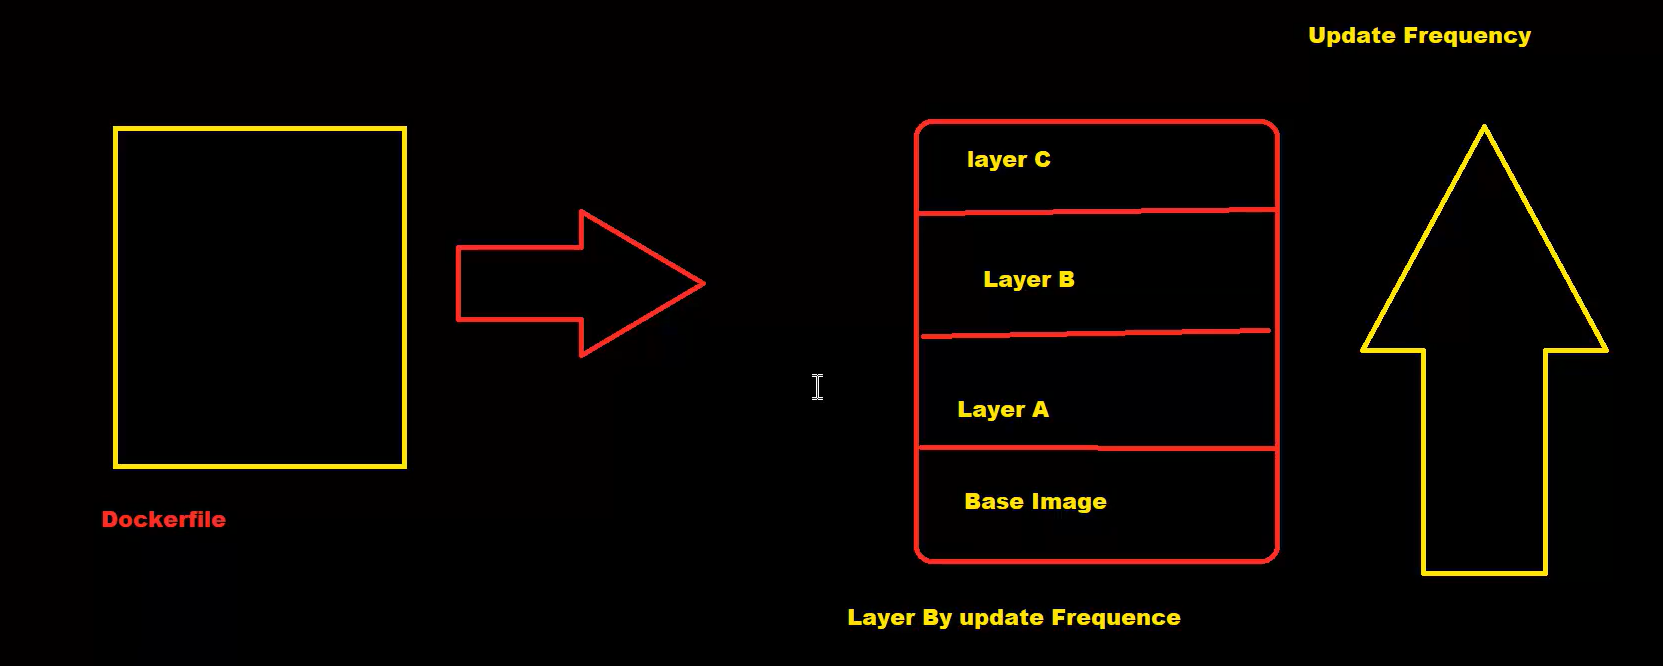 Update Frequency
layer C
Layer B
Layer A
Base Image
Dockerfile
Layer By update Frequence